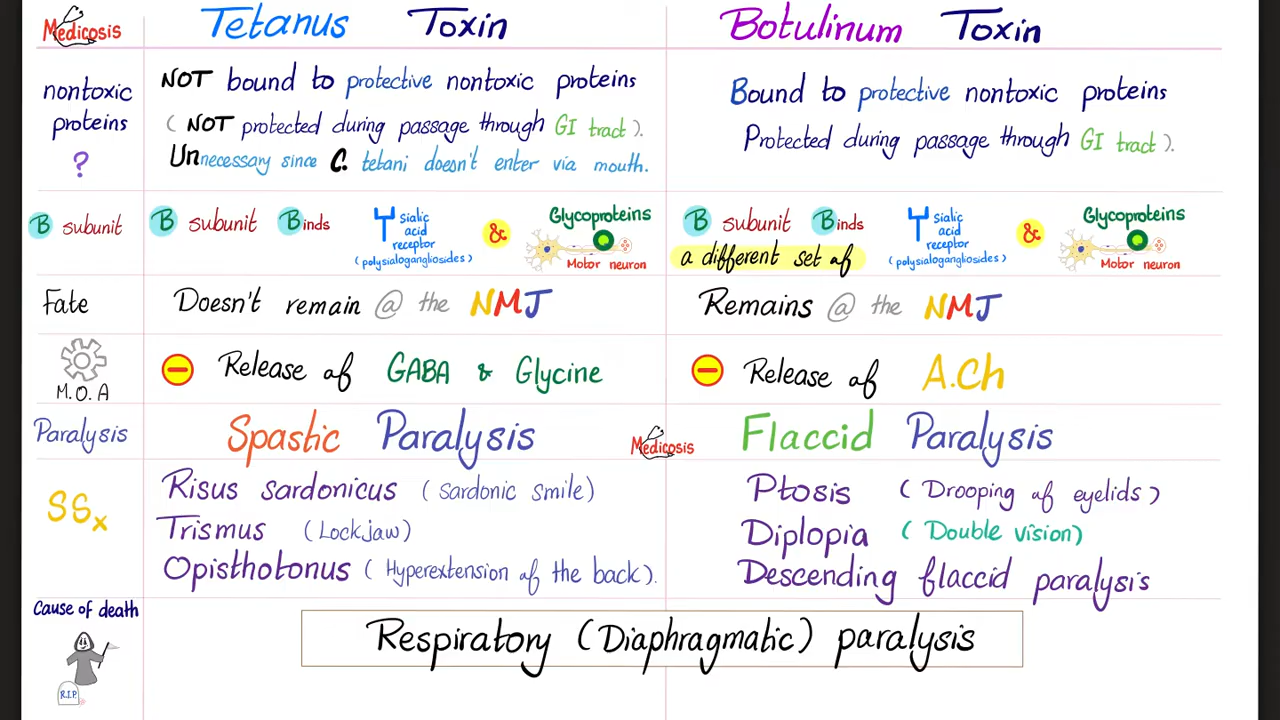 Medicosis
Tetanus Toxin
Botulinum Toxin
nontoxic
proteins
?
NOT bound to protective nontoxic proteins
( NOT protected during passage through GI tract ).
Unnecessary since C. tetani doesn't enter via mouth.
Bound to protective nontoxic proteins
Protected during passage through GI tract ).
B subunit
B subunit Binds
sialic
acid
receptor
(polysialogangliosides)
&
Glycoproteins
Motor neuron
B subunit Binds
a different set of
sialic
acid
receptor
(polysialogangliosides)
&
Glycoproteins
Motor neuron
Fate
Doesn't remain @ the NMJ
Remains @ the NMJ
M.O.A
Release of GABA & Glycine
Release of A.Ch
Paralysis
Spastic Paralysis
Medicosis
Flaccid Paralysis
SSx
Risus sardonicus (Sardonic smile)
Trismus (Lockjaw)
Opisthotonus (Hyperextension of the back).
Ptosis (Drooping of eyelids)
Diplopia (Double vision)
Descending flaccid paralysis
Cause of death
R.I.P.
Respiratory (Diaphragmatic) paralysis